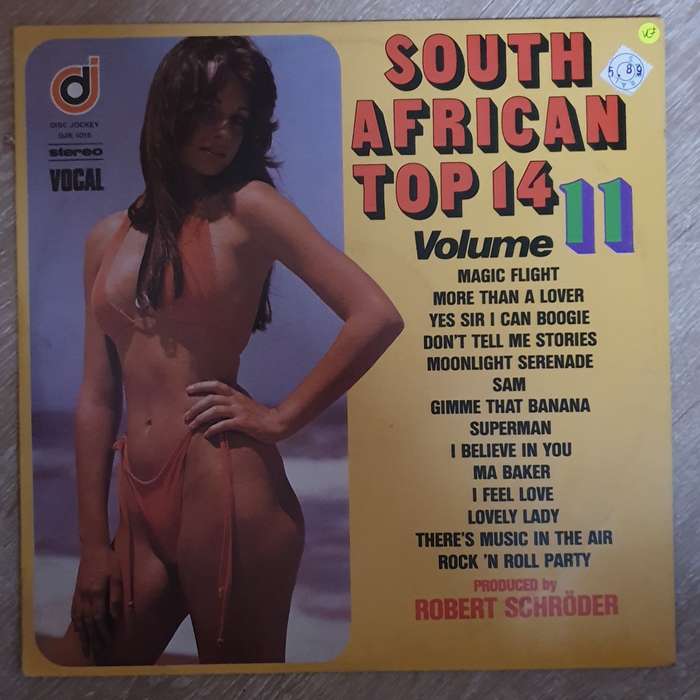 dj
DISC JOCKEY
stereo
VOCAL
SOUTH
AFRICAN
TOP 14
Volume 11
MAGIC FLIGHT
MORE THAN A LOVER
YES SIR I CAN BOOGIE
DON'T TELL ME STORIES
MOONLIGHT SERENADE
SAM
GIMME THAT BANANA
SUPERMAN
I BELIEVE IN YOU
MA BAKER
I FEEL LOVE
LOVELY LADY
THERE'S MUSIC IN THE AIR
ROCK 'N ROLL PARTY
PRODUCED by
ROBERT SCHRÖDER
5.89